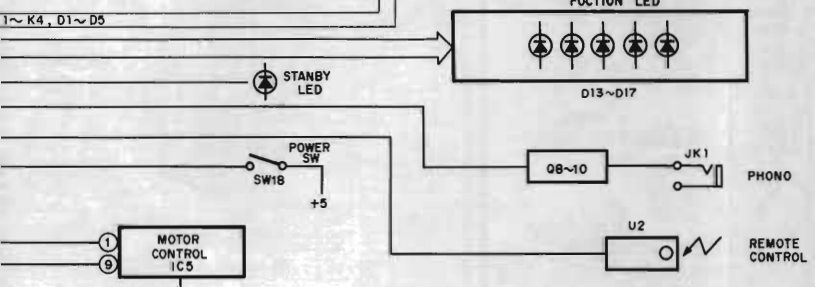 FUCTION LED
1~ K4, D1~D5
STANBY
LED
D13~D17
POWER
SW
SW18
+5
Q8~10
JK1
PHONO
U2
REMOTE
CONTROL
1
9
MOTOR
CONTROL
IC5